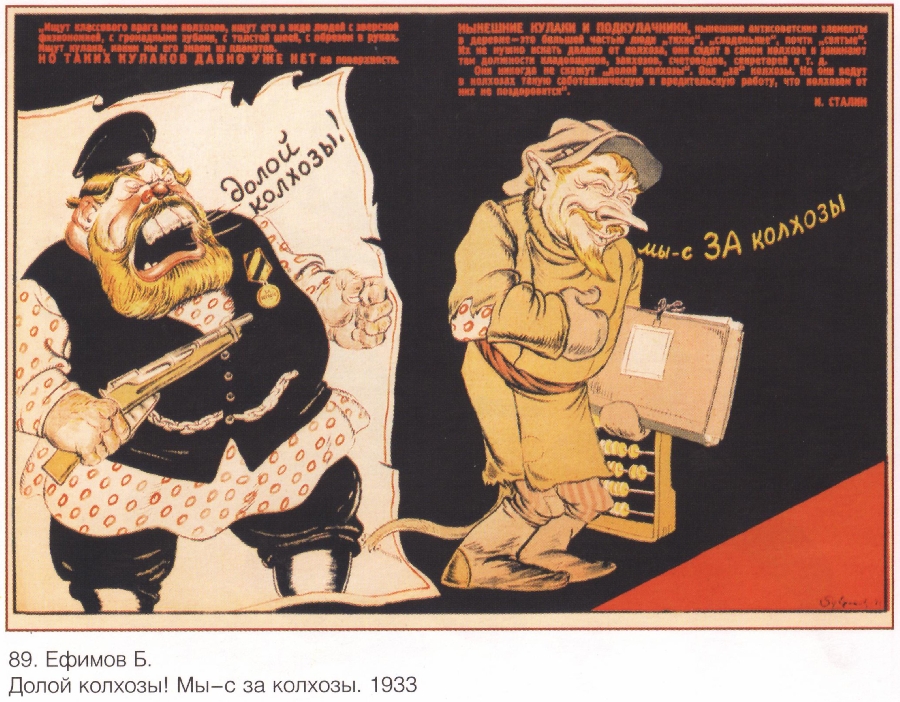 „Ищут классового врага вне колхозов, ищут его в виде людей с зверской
физиономией, с громадными зубами, с толстой шеей, с обрезом в руках.
Ищут кулака, каким мы его знаем из плакатов.
НО ТАКИХ КУЛАКОВ ДАВНО УЖЕ НЕТ на поверхности.
НЫНЕШНИЕ КУЛАКИ И ПОДКУЛАЧНИКИ, нынешние антисоветские элементы
в деревне—это большей частью люди „тихие", „сладенькие", почти „святые".
Их не нужно искать далеко от колхоза, они сидят в самом колхозе и занимают
там должности кладовщиков, завхозов, счетоводов, секретарей и т. д.
Они никогда не скажут „долой колхозы". Они „за" колхозы. Но они ведут
в колхозах такую саботажническую и вредительскую работу, что колхозам от
них не поздоровится".
И. СТАЛИН
долой
колхозы!
мы-с ЗА колхозы
89. Ефимов Б.
Долой колхозы! Мы–с за колхозы. 1933